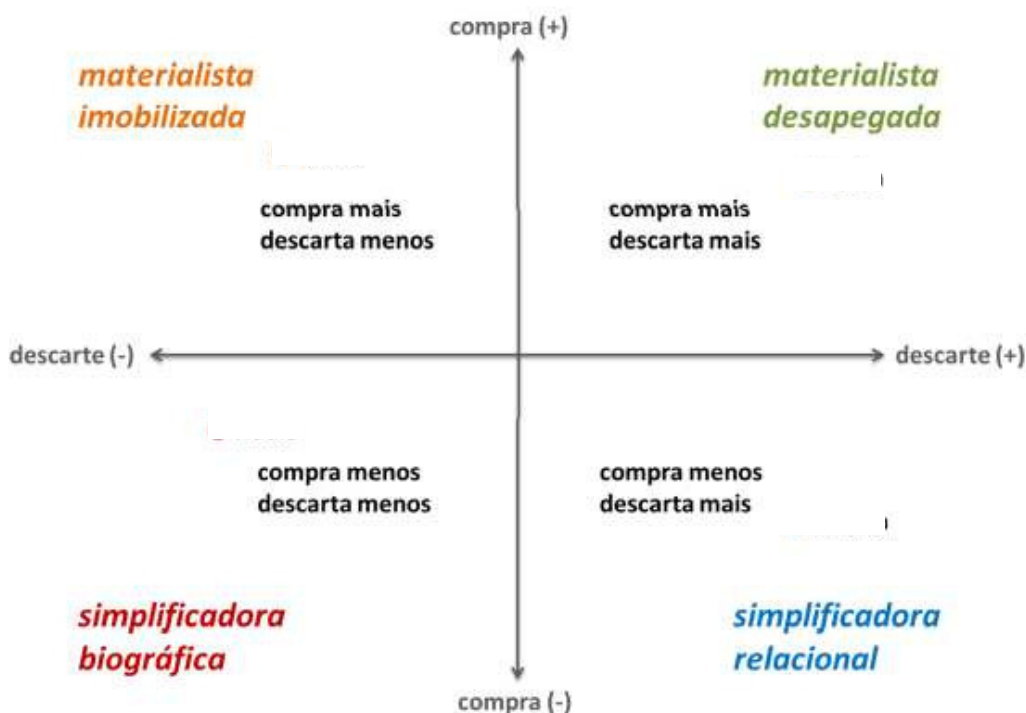 compra (+)
materialista
imobilizada
materialista
desapegada
compra mais
descarta menos
compra mais
descarta mais
descarte (-)
descarte (+)
compra menos
descarta menos
compra menos
descarta mais
simplificadora
biográfica
simplificadora
relacional
compra (-)